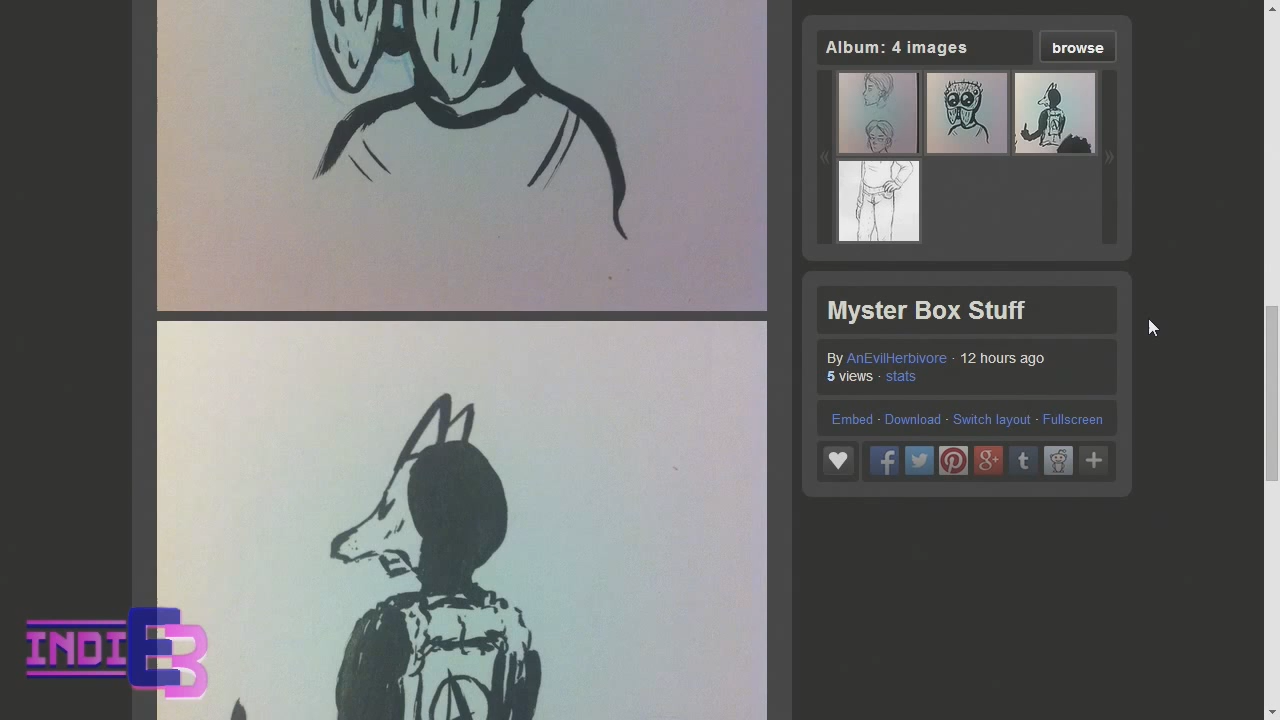 Album: 4 images
browse
Myster Box Stuff
By AnEvilHerbivore · 12 hours ago
5 views · stats
Embed · Download · Switch layout · Fullscreen
INDIE3